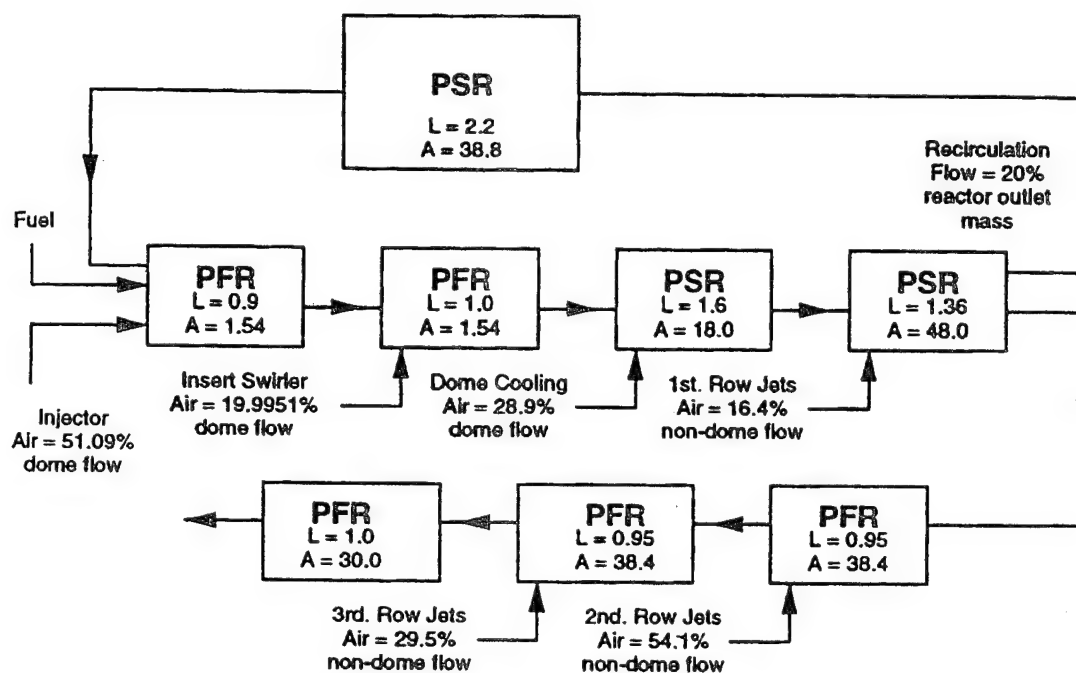 PSR
L = 2.2
A = 38.8
Recirculation
Flow = 20%
reactor outlet
mass
Fuel
PFR
L = 0.9
A = 1.54
PFR
L = 1.0
A = 1.54
PSR
L = 1.6
A = 18.0
PSR
L = 1.36
A = 48.0
Injector
Air = 51.09%
dome flow
Insert Swirler
Air = 19.9951%
dome flow
Dome Cooling
Air = 28.9%
dome flow
1st. Row Jets
Air = 16.4%
non-dome flow
PFR
L = 1.0
A = 30.0
PFR
L = 0.95
A = 38.4
PFR
L = 0.95
A = 38.4
3rd. Row Jets
Air = 29.5%
non-dome flow
2nd. Row Jets
Air = 54.1%
non-dome flow